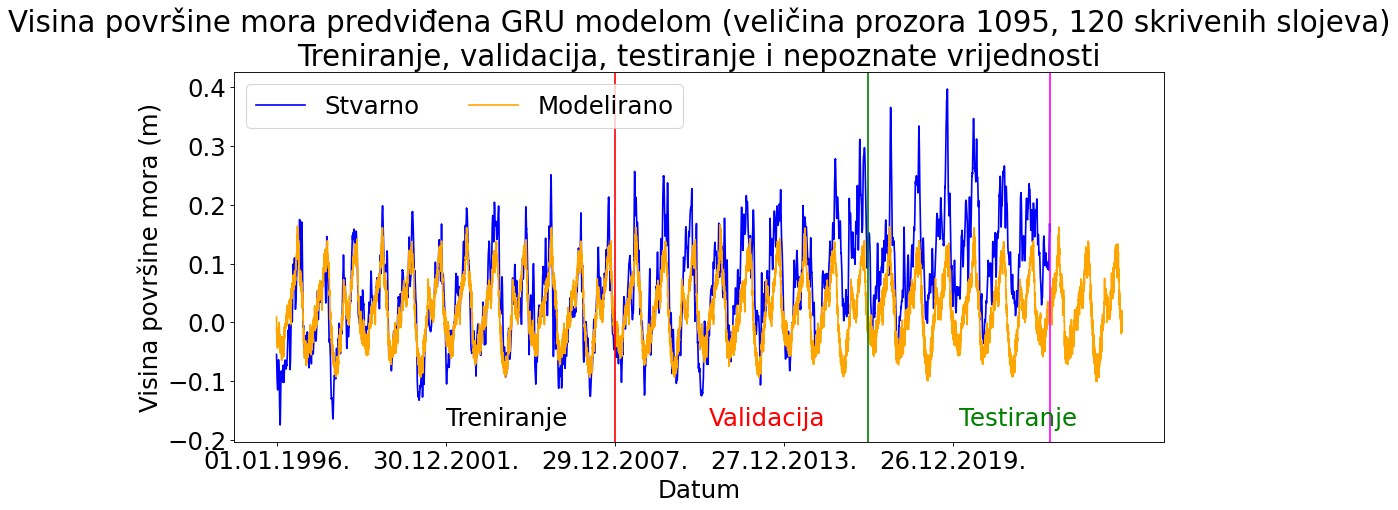 Visina površine mora predviđena GRU modelom (veličina prozora 1095, 120 skrivenih slojeva)
Treniranje, validacija, testiranje i nepoznate vrijednosti
Stvarno Modelirano
Visina površine mora (m)
0.4
0.3
0.2
0.1
0.0
−0.1
−0.2
Treniranje Validacija Testiranje
01.01.1996. 30.12.2001. 29.12.2007. 27.12.2013. 26.12.2019.
Datum